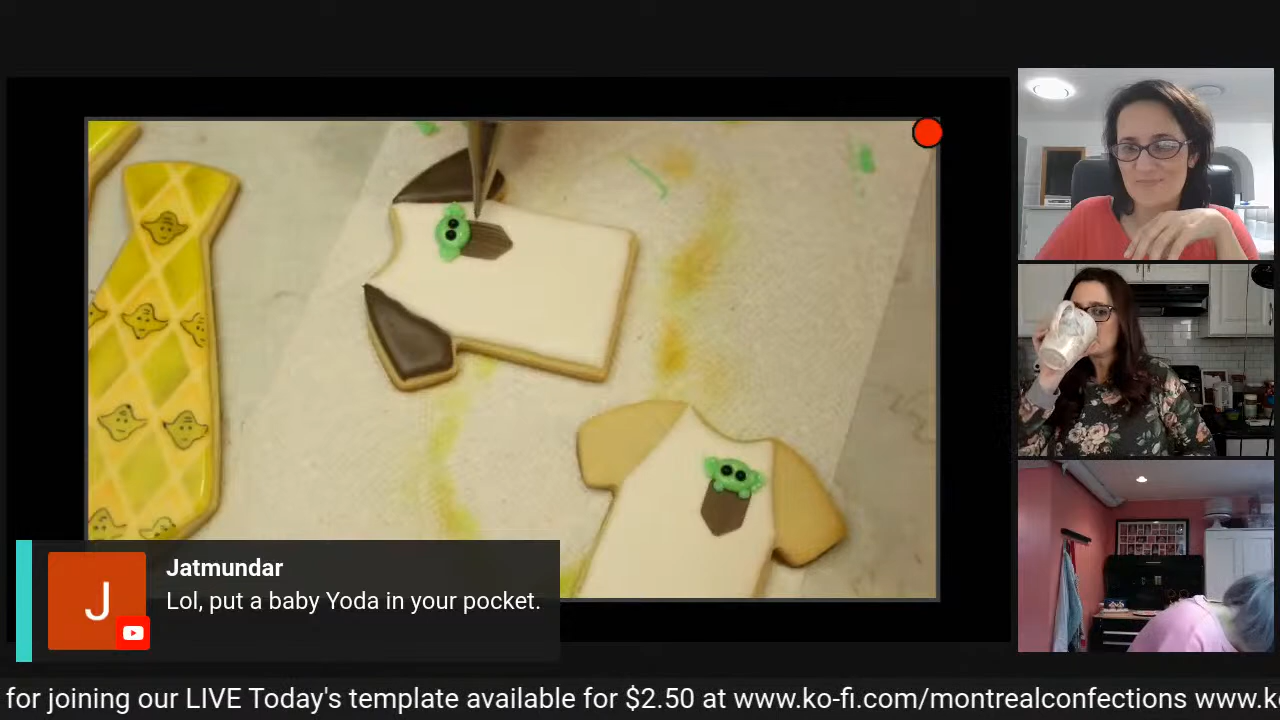 J
Jatmundar
Lol, put a baby Yoda in your pocket.
for joining our LIVE Today's template available for $2.50 at www.ko-fi.com/montrealconfections www.k